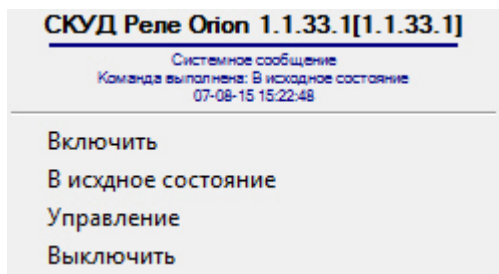 СКУД Реле Orion 1.1.33.1[1.1.33.1]
Системное сообщение
Команда выполнена: В исходное состояние
07-08-15 15:22:48
Включить
В исхдное состояние
Управление
Выключить